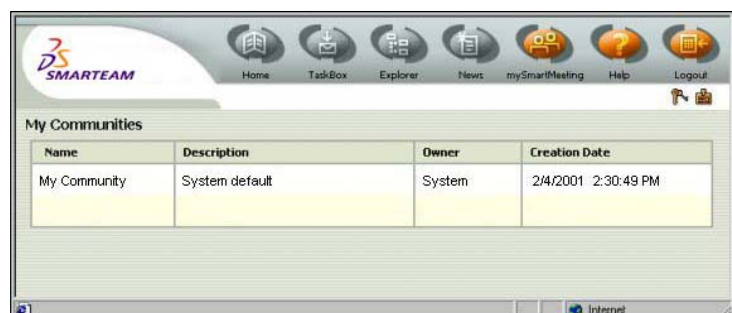 DS
SMARTEAM
Home TaskBox Explorer News mySmartMeeting Help Logout
My Communities
Name Description Owner Creation Date
My Community System default System 2/4/2001 2:30:49 PM
Internet